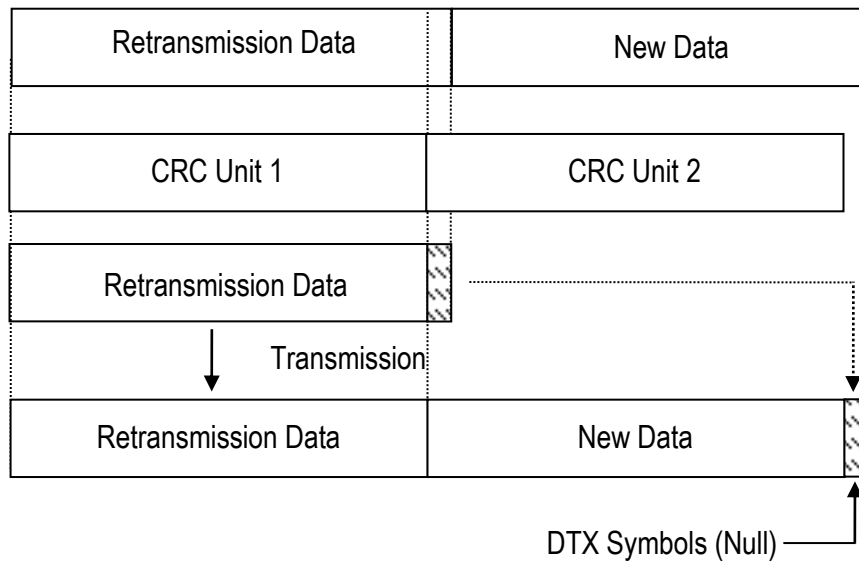 Retransmission Data
New Data
CRC Unit 1
CRC Unit 2
Retransmission Data
Transmission
Retransmission Data
New Data
DTX Symbols (Null)